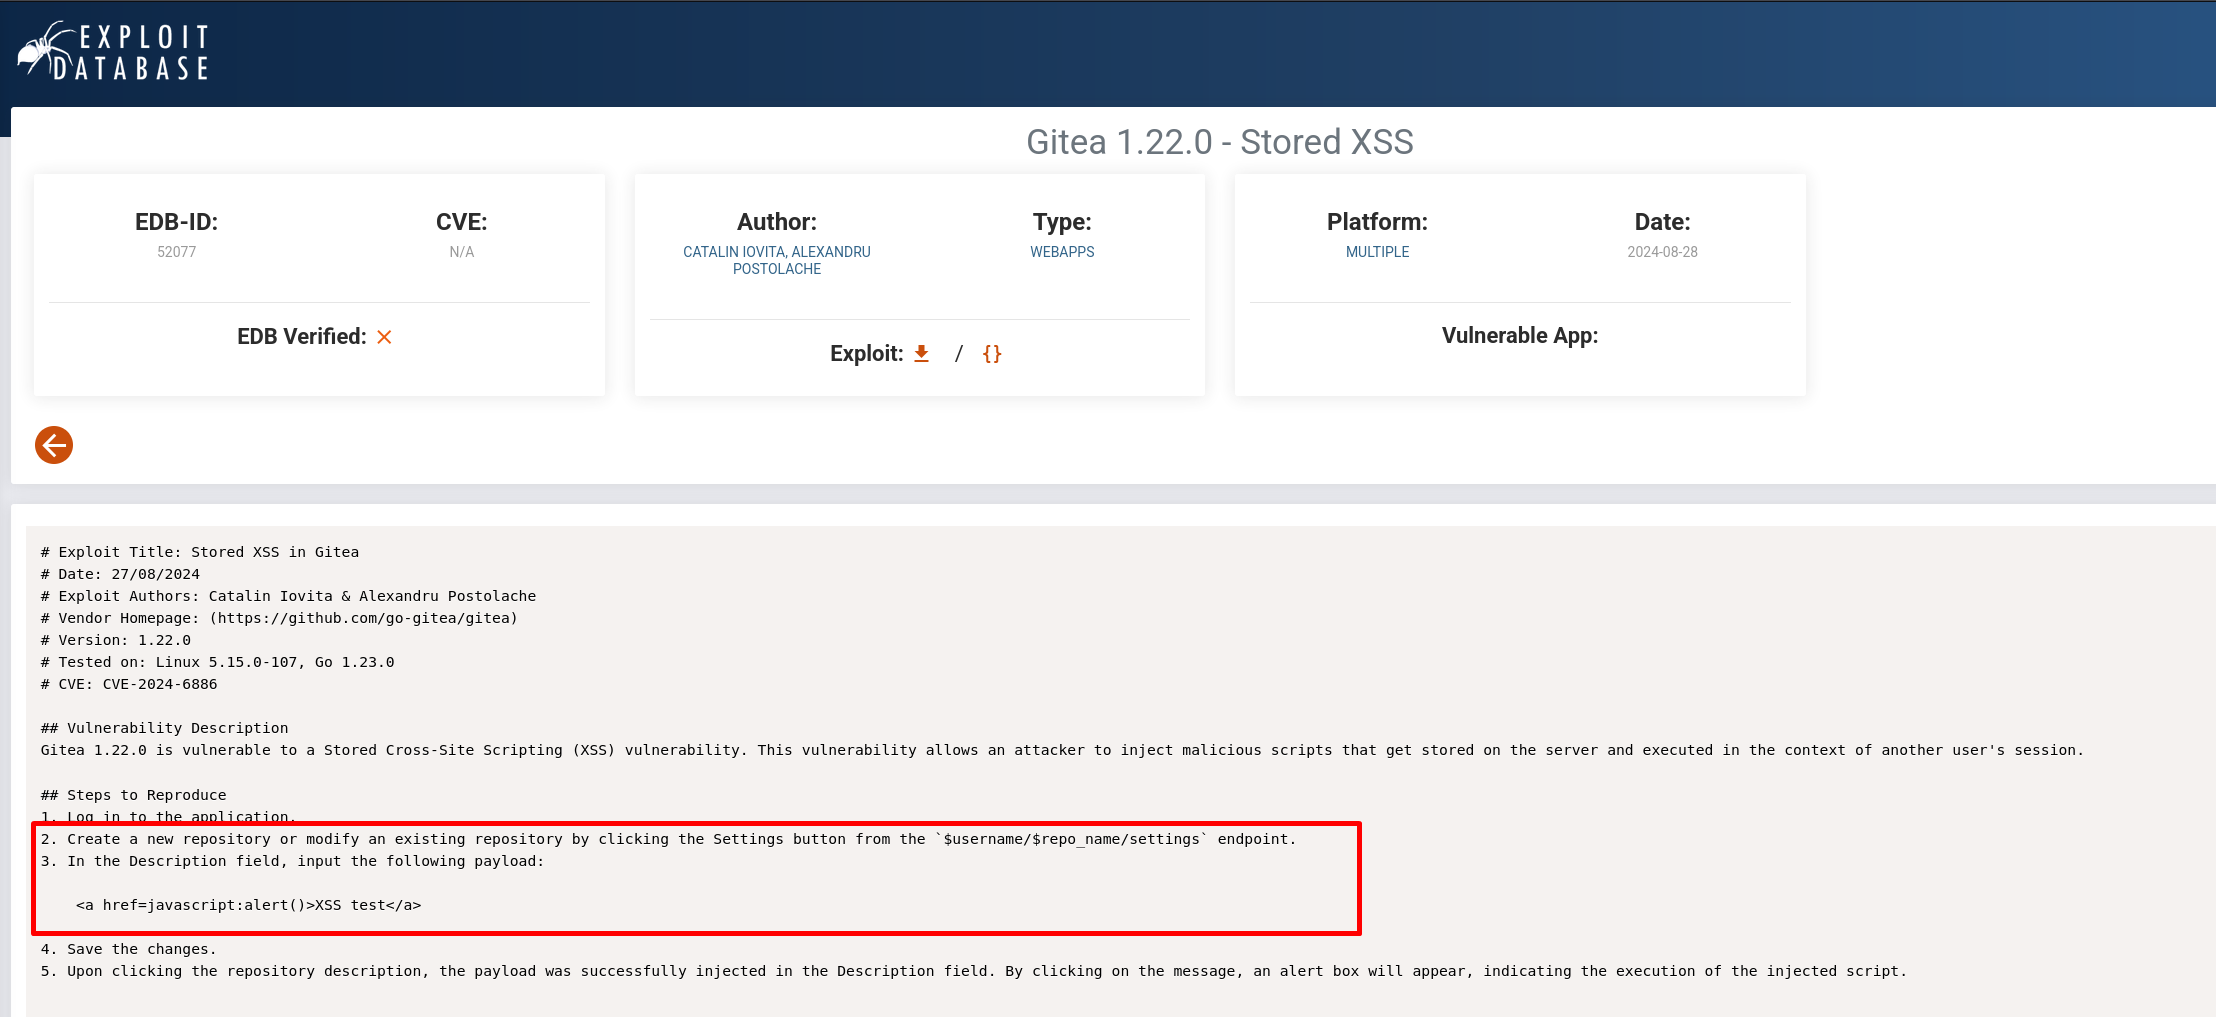 EXPLOIT
DATABASE
Gitea 1.22.0 - Stored XSS
EDB-ID:
52077
CVE:
N/A
EDB Verified:
Author:
CATALIN IOVITA, ALEXANDRU
POSTOLACHE
Type:
WEBAPPS
Exploit: / {}
Platform:
MULTIPLE
Date:
2024-08-28
Vulnerable App:
# Exploit Title: Stored XSS in Gitea
# Date: 27/08/2024
# Exploit Authors: Catalin Iovita & Alexandru Postolache
# Vendor Homepage: (https://github.com/go-gitea/gitea)
# Version: 1.22.0
# Tested on: Linux 5.15.0-107, Go 1.23.0
# CVE: CVE-2024-6886
## Vulnerability Description
Gitea 1.22.0 is vulnerable to a Stored Cross-Site Scripting (XSS) vulnerability. This vulnerability allows an attacker to inject malicious scripts that get stored on the server and executed in the context of another user's session.
## Steps to Reproduce
1. Log in to the application.
2. Create a new repository or modify an existing repository by clicking the Settings button from the `$username/$repo_name/settings` endpoint.
3. In the Description field, input the following payload:
<a href=javascript:alert()>XSS test</a>
4. Save the changes.
5. Upon clicking the repository description, the payload was successfully injected in the Description field. By clicking on the message, an alert box will appear, indicating the execution of the injected script.